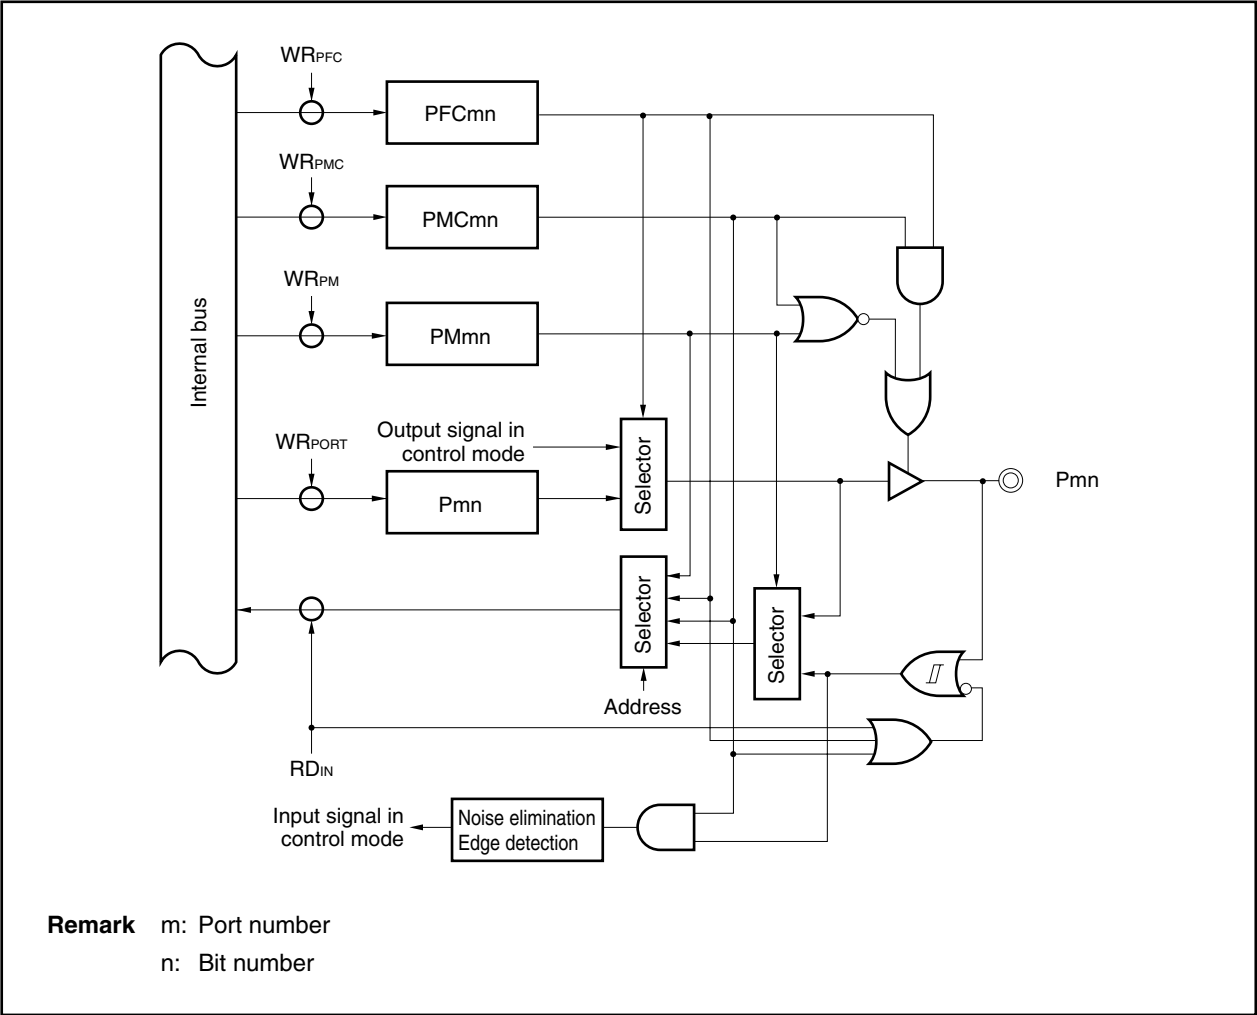 WRPFC
PFCmn
WRPMC
PMCmn
WRPM
PMmn
Internal bus
WRPORT
Output signal in
control mode
Selector
Pmn
Pmn
Selector
Selector
Address
RDIN
Input signal in
control mode
Noise elimination
Edge detection
Remark m: Port number
n: Bit number